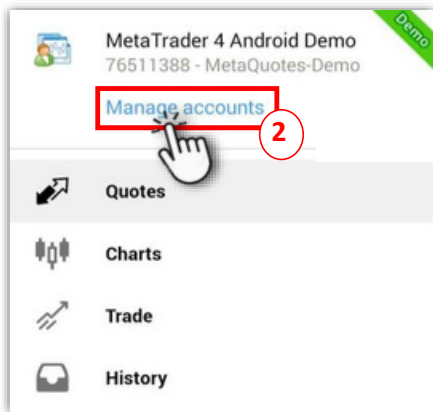 Demo
MetaTrader 4 Android Demo
76511388 - MetaQuotes-Demo
Manage accounts
2
Quotes
Charts
Trade
History